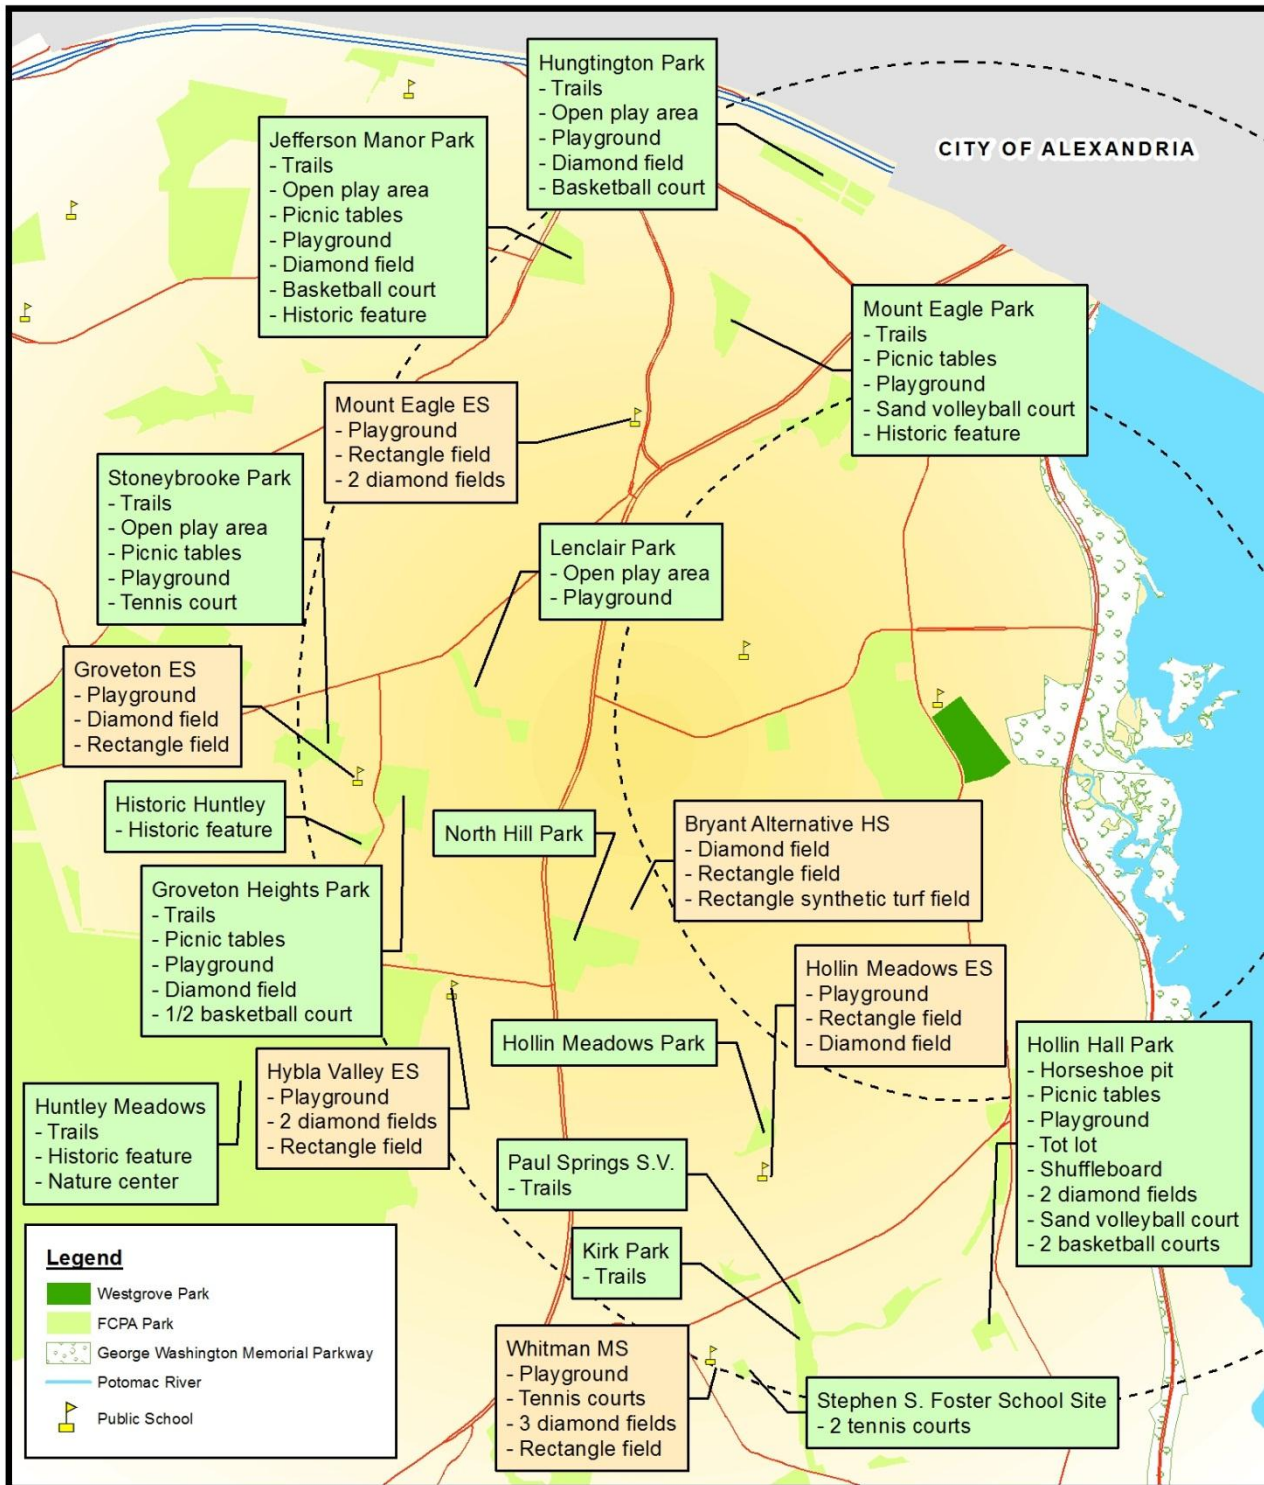 Hungtington Park
- Trails
- Open play area
- Playground
- Diamond field
- Basketball court
CITY OF ALEXANDRIA
Jefferson Manor Park
- Trails
- Open play area
- Picnic tables
- Playground
- Diamond field
- Basketball court
- Historic feature
Mount Eagle Park
- Trails
- Picnic tables
- Playground
- Sand volleyball court
- Historic feature
Mount Eagle ES
- Playground
- Rectangle field
- 2 diamond fields
Stoneybrooke Park
- Trails
- Open play area
- Picnic tables
- Playground
- Tennis court
Lenclair Park
- Open play area
- Playground
Groveton ES
- Playground
- Diamond field
- Rectangle field
Historic Huntley
- Historic feature
North Hill Park
Bryant Alternative HS
- Diamond field
- Rectangle field
- Rectangle synthetic turf field
Groveton Heights Park
- Trails
- Picnic tables
- Playground
- Diamond field
- 1/2 basketball court
Hollin Meadows ES
- Playground
- Rectangle field
- Diamond field
Hollin Meadows Park
Hollin Hall Park
- Horseshoe pit
- Picnic tables
- Playground
- Tot lot
- Shuffleboard
- 2 diamond fields
- Sand volleyball court
- 2 basketball courts
Hybla Valley ES
- Playground
- 2 diamond fields
- Rectangle field
Huntley Meadows
- Trails
- Historic feature
- Nature center
Paul Springs S.V.
- Trails
Kirk Park
- Trails
Whitman MS
- Playground
- Tennis courts
- 3 diamond fields
- Rectangle field
Stephen S. Foster School Site
- 2 tennis courts
Legend
Westgrove Park
FCPA Park
George Washington Memorial Parkway
Potomac River
Public School